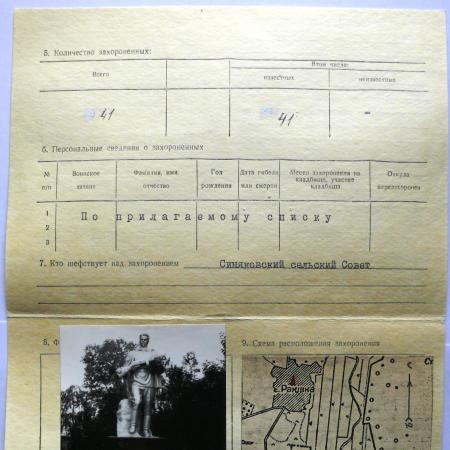 5. Количество захороненных:
Всего
В том числе:
известных
неизвестных
41
41
–
6. Персональные сведения о захороненных
№ п/п
Воинское звание
Фамилия, имя, отчество
Год рождения
Дата гибели или смерти
Место захоронения на кладбище, участке кладбища
Откуда перезахоронен
1
2
3
По прилагаемому списку
7. Кто шефствует над захоронением Синяковский сельский Совет
8. Ф
9. Схема расположения захоронения
с. Раковка